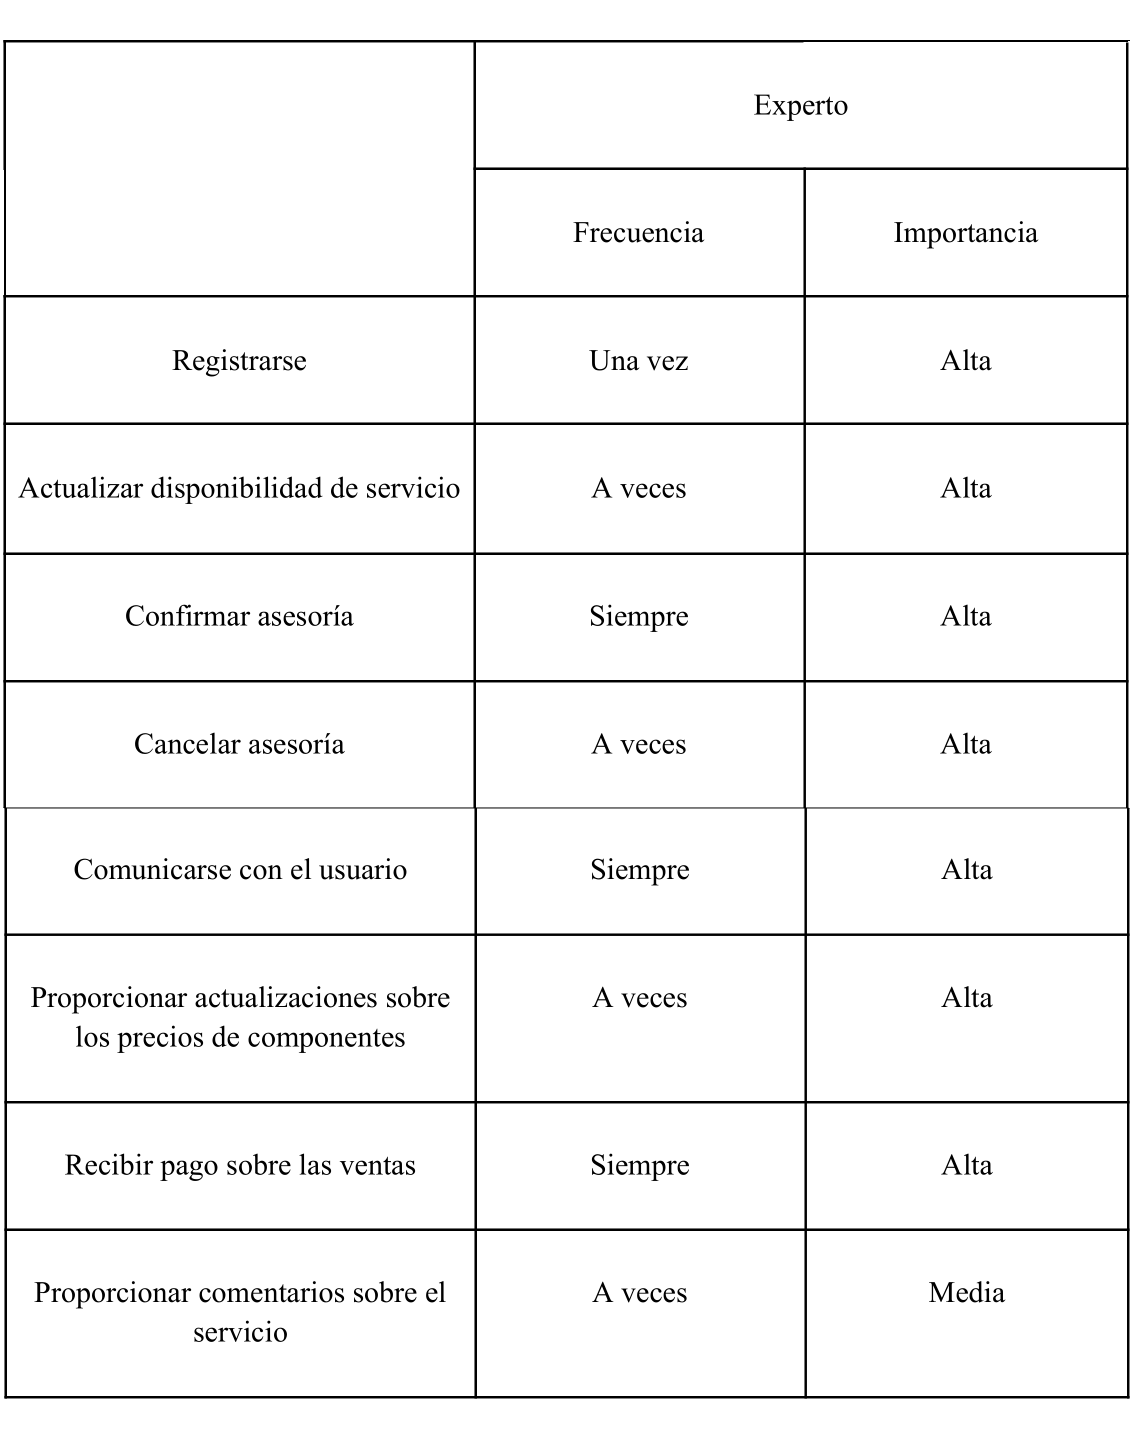 Experto
Frecuencia Importancia
Registrarse Una vez Alta
Actualizar disponibilidad de servicio A veces Alta
Confirmar asesoría Siempre Alta
Cancelar asesoría A veces Alta
Comunicarse con el usuario Siempre Alta
Proporcionar actualizaciones sobre A veces Alta
los precios de componentes
Recibir pago sobre las ventas Siempre Alta
Proporcionar comentarios sobre el A veces Media
servicio